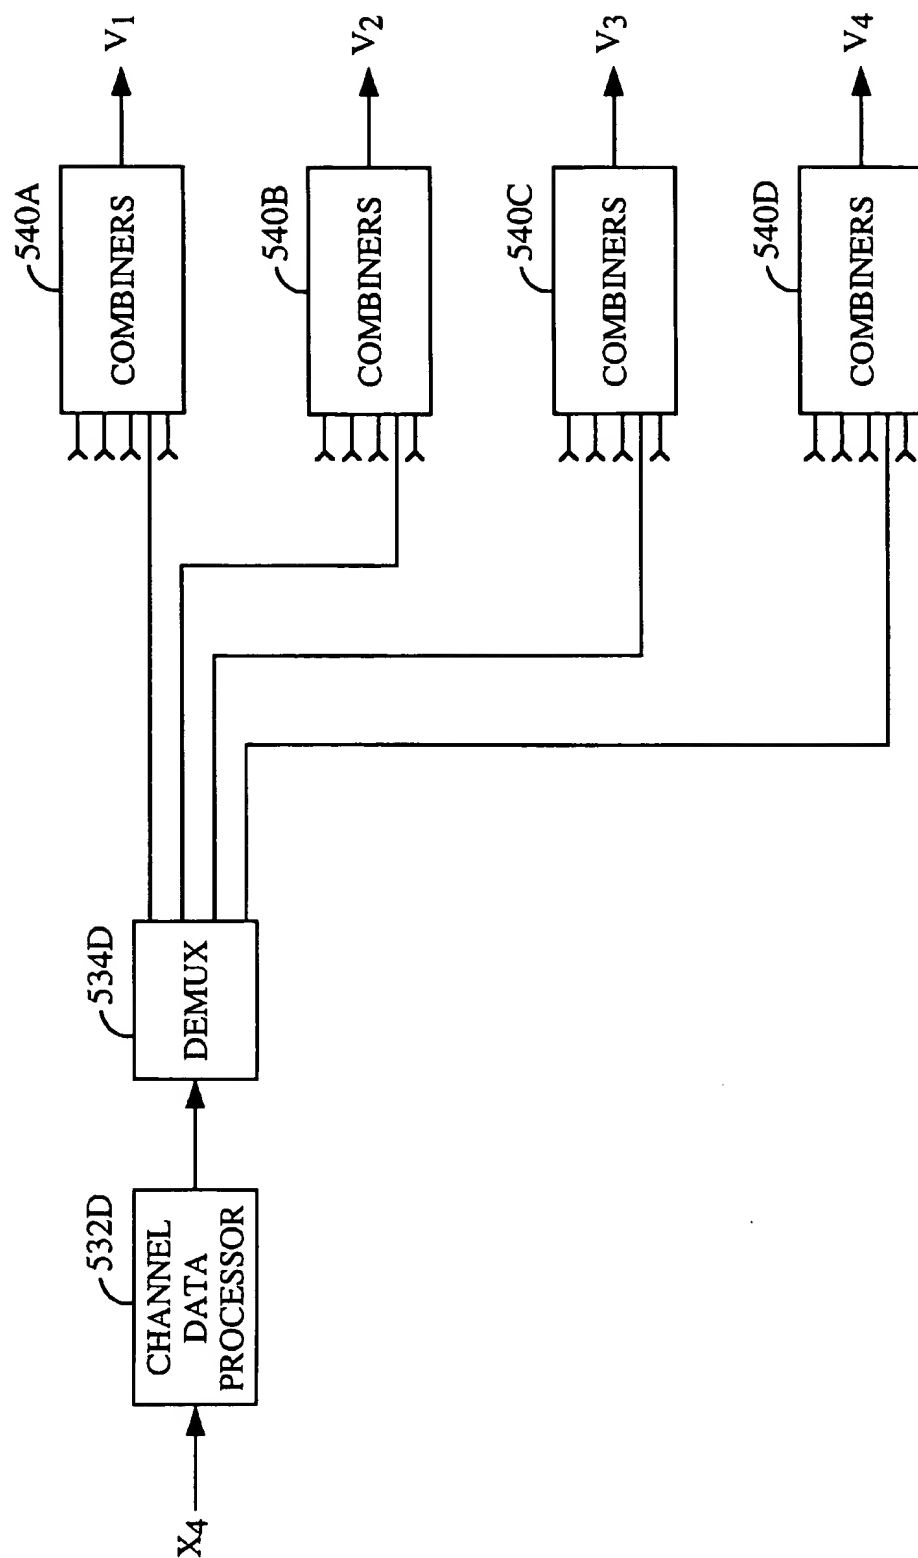 X4
532D
CHANNEL
DATA
PROCESSOR
534D
DEMUX
540A
COMBINERS
V1
540B
COMBINERS
V2
540C
COMBINERS
V3
540D
COMBINERS
V4